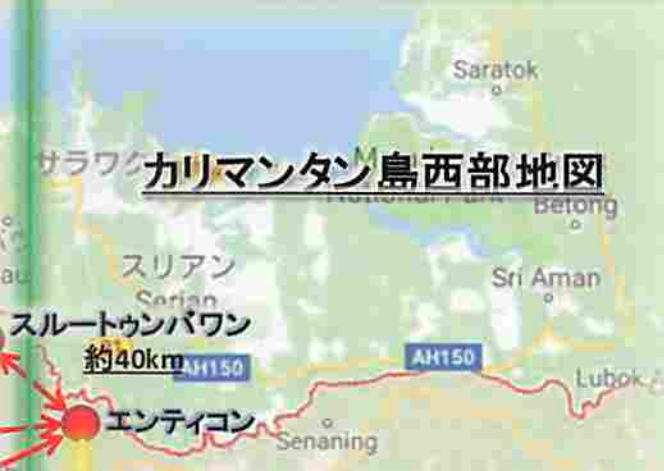 Saratok
サラワク
カリマンタン島西部地図
National Park
Betong
スリアン
Serian
Sri Aman
au
スルートゥンバワン
約40km
AH150
AH150
Lubok
エンティコン
Senaning